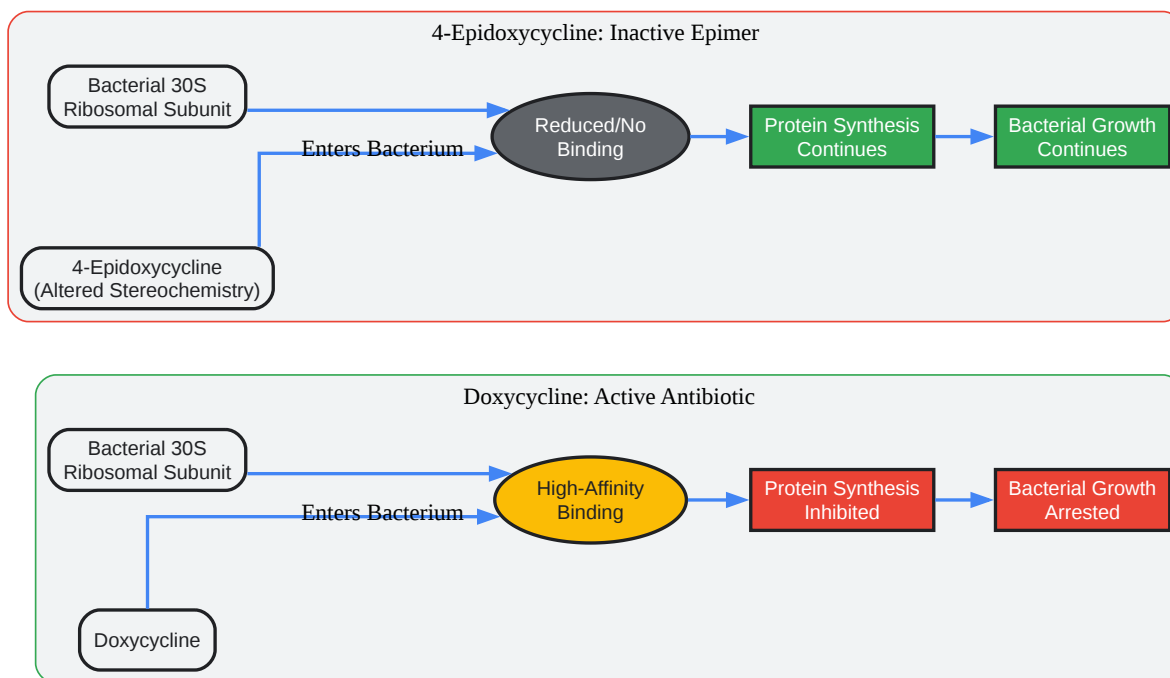 4-Epidoxycycline: Inactive Epimer
Bacterial 30S
Ribosomal Subunit
Enters Bacterium
Reduced/No
Binding
Protein Synthesis
Continues
Bacterial Growth
Continues
4-Epidoxycycline
(Altered Stereochemistry)
Doxycycline: Active Antibiotic
Bacterial 30S
Ribosomal Subunit
Enters Bacterium
High-Affinity
Binding
Protein Synthesis
Inhibited
Bacterial Growth
Arrested
Doxycycline